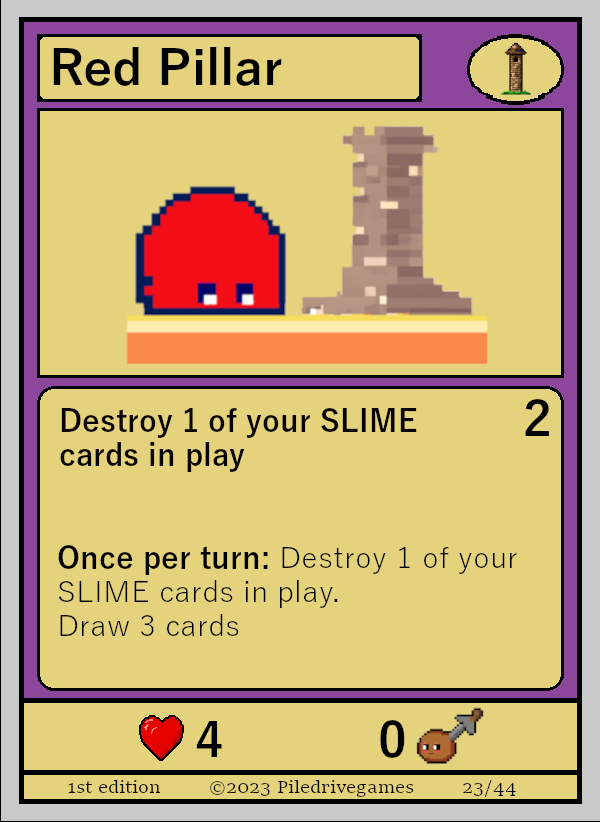 Red Pillar
Destroy 1 of your SLIME
cards in play
2
Once per turn: Destroy 1 of your
SLIME cards in play.
Draw 3 cards
4
0
1st edition ©2023 Piledrivegames 23/44